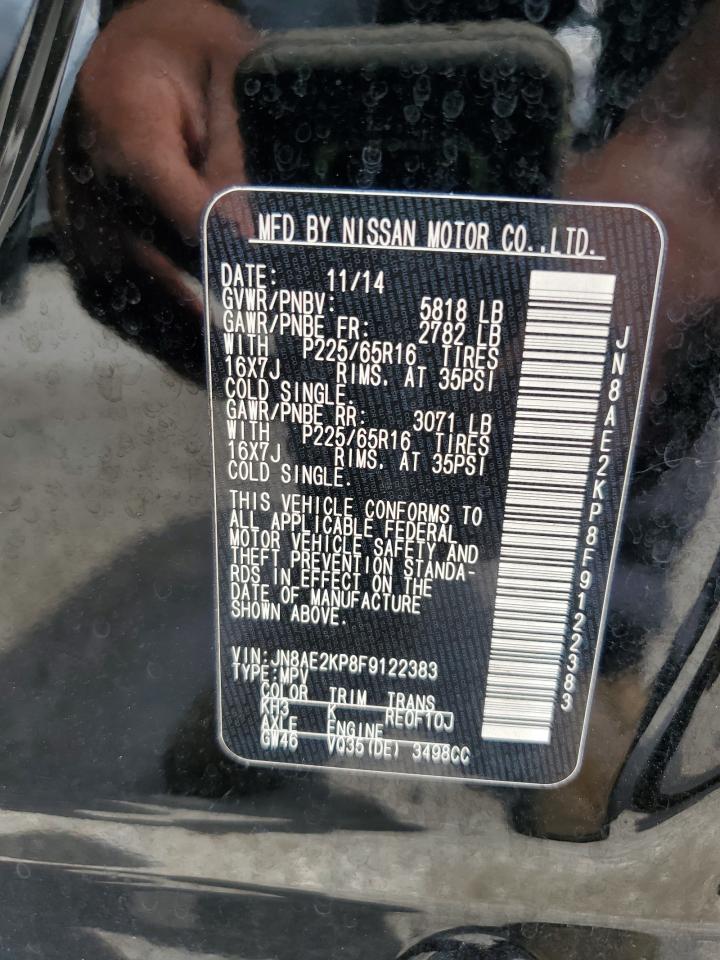 MFD BY NISSAN MOTOR CO.,LTD.
DATE: 11/14
GVWR/PNBV: 5818 LB
GAWR/PNBE FR: 2782 LB
WITH P225/65R16 TIRES
16X7J RIMS. AT 35PSI
COLD SINGLE.
GAWR/PNBE RR: 3071 LB
WITH P225/65R16 TIRES
16X7J RIMS. AT 35PSI
COLD SINGLE.
THIS VEHICLE CONFORMS TO
ALL APPLICABLE FEDERAL
MOTOR VEHICLE SAFETY AND
THEFT PREVENTION STANDA-
RDS IN EFFECT ON THE
DATE OF MANUFACTURE
SHOWN ABOVE.
VIN:JN8AE2KP8F9122383
TYPE:MPV
COLOR TRIM TRANS
KH3 K RE0F10J
AXLE ENGINE
GW46 VQ35(DE) 3498CC
JN8AE2KP8F9122383